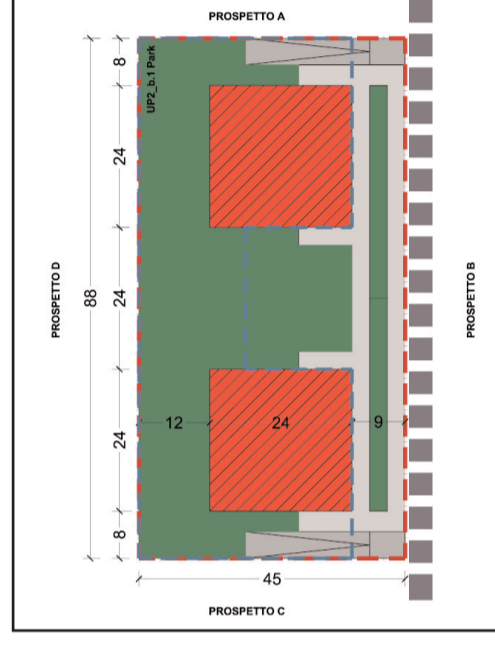 PROSPETTO A
UP2_b.1 Park
8
24
24
24
8
88
PROSPETTO D
PROSPETTO B
12
24
9
45
PROSPETTO C